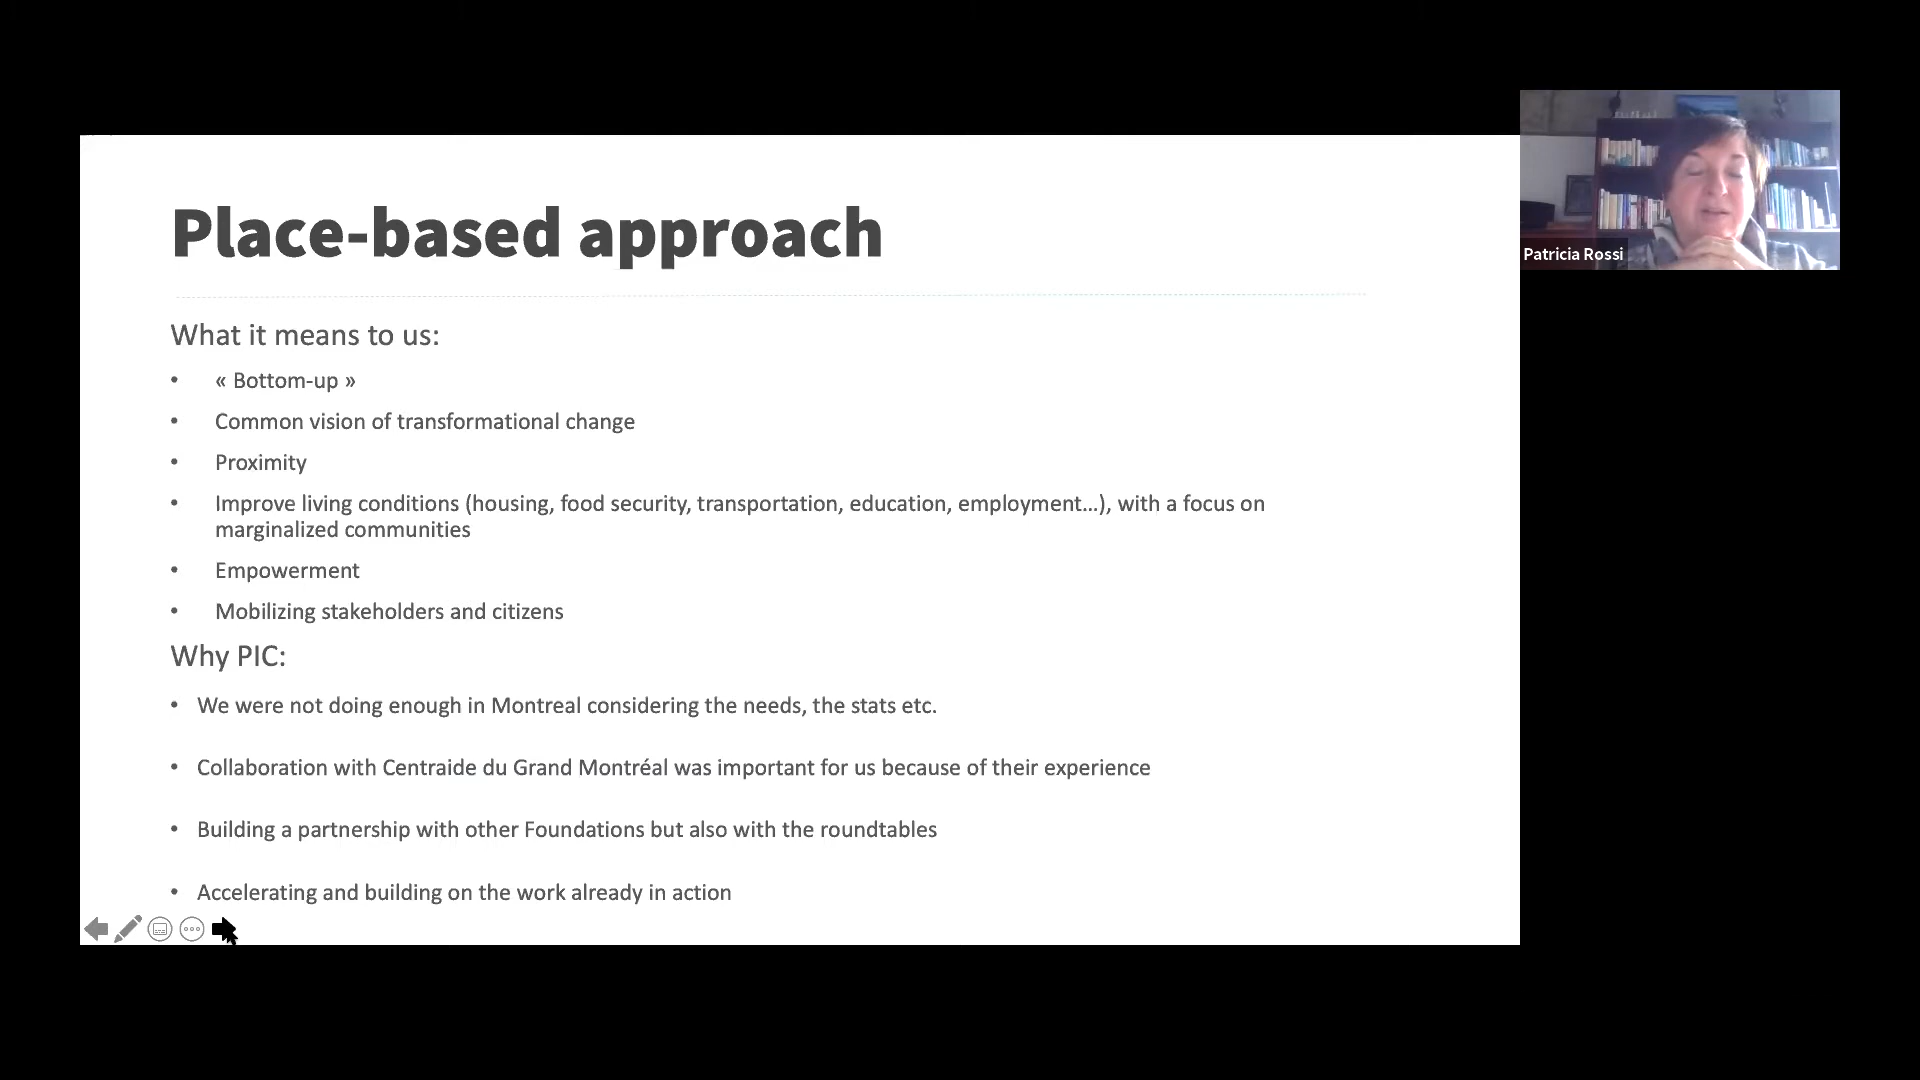 Place-based approach
Patricia Rossi
What it means to us:
• « Bottom-up »
• Common vision of transformational change
• Proximity
• Improve living conditions (housing, food security, transportation, education, employment...), with a focus on
marginalized communities
• Empowerment
• Mobilizing stakeholders and citizens
Why PIC:
• We were not doing enough in Montreal considering the needs, the stats etc.
• Collaboration with Centraide du Grand Montréal was important for us because of their experience
• Building a partnership with other Foundations but also with the roundtables
• Accelerating and building on the work already in action